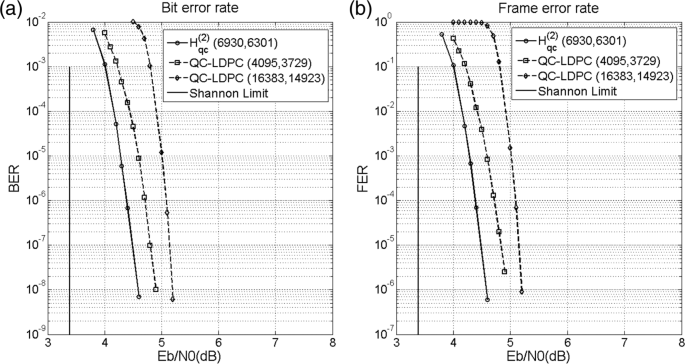 (a)
Bit error rate
10^-2
10^-3
10^-4
10^-5
10^-6
10^-7
10^-8
10^-9
BER
H_qc^(2) (6930,6301)
QC-LDPC (4095,3729)
QC-LDPC (16383,14923)
Shannon Limit
3 4 5 6 7 8
Eb/N0(dB)
(b)
Frame error rate
10^0
10^-1
10^-2
10^-3
10^-4
10^-5
10^-6
10^-7
FER
H_qc^(2) (6930,6301)
QC-LDPC (4095,3729)
QC-LDPC (16383,14923)
Shannon Limit
3 4 5 6 7 8
Eb/N0(dB)